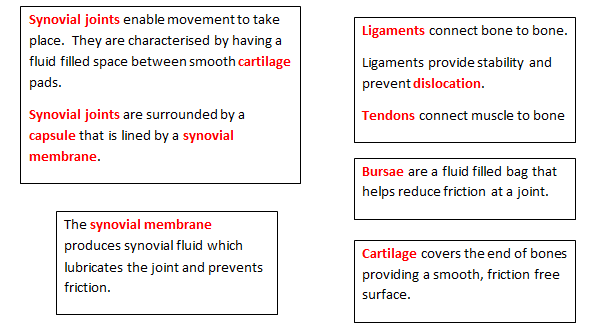 Synovial joints enable movement to take
place. They are characterised by having a
fluid filled space between smooth cartilage
pads.
Synovial joints are surrounded by a
capsule that is lined by a synovial
membrane.
The synovial membrane
produces synovial fluid which
lubricates the joint and prevents
friction.
Ligaments connect bone to bone.
Ligaments provide stability and
prevent dislocation.
Tendons connect muscle to bone
Bursae are a fluid filled bag that
helps reduce friction at a joint.
Cartilage covers the end of bones
providing a smooth, friction free
surface.